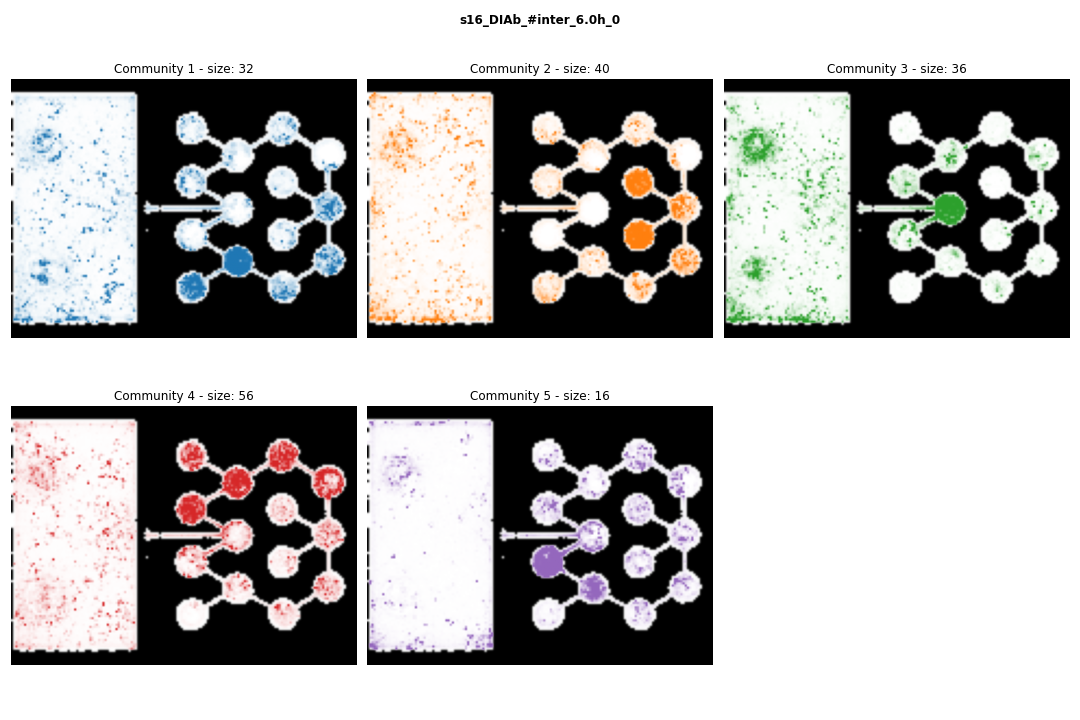 s16_DIAb_#inter_6.0h_0
Community 1 - size: 32
Community 2 - size: 40
Community 3 - size: 36
Community 4 - size: 56
Community 5 - size: 16